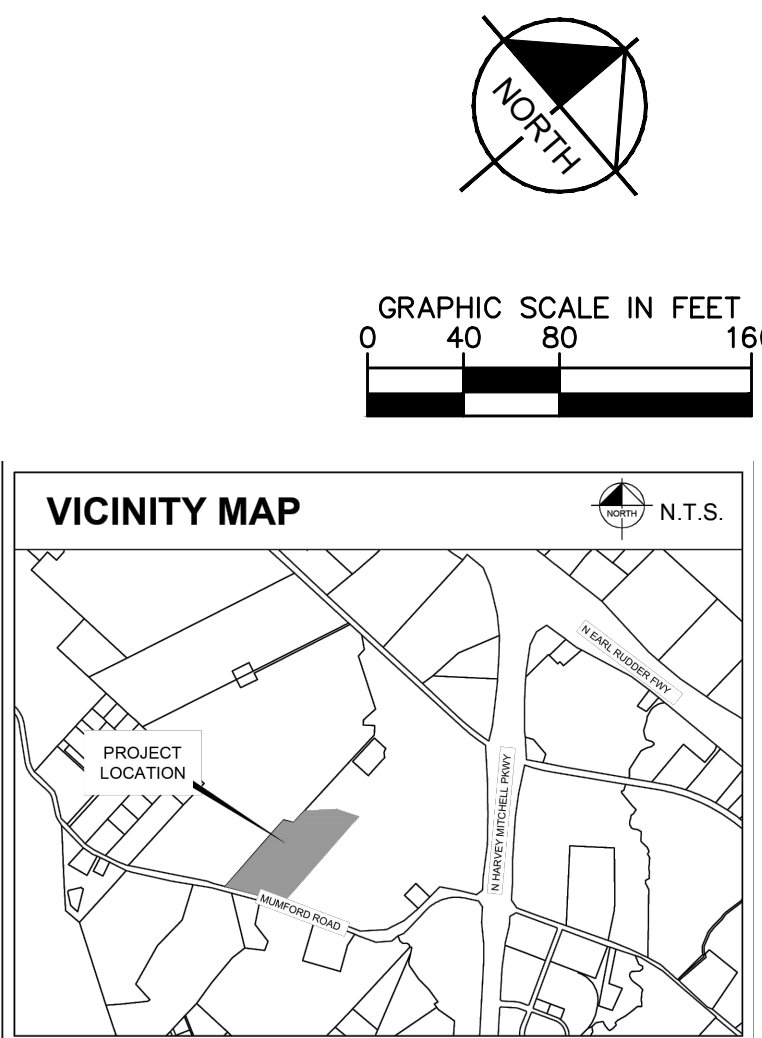 NORTH
GRAPHIC SCALE IN FEET
0 40 80 160
VICINITY MAP
NORTH
N.T.S.
N EARL RUDDER FWY
PROJECT
LOCATION
N HARVEY MITCHELL PKWY
MUMFORD ROAD